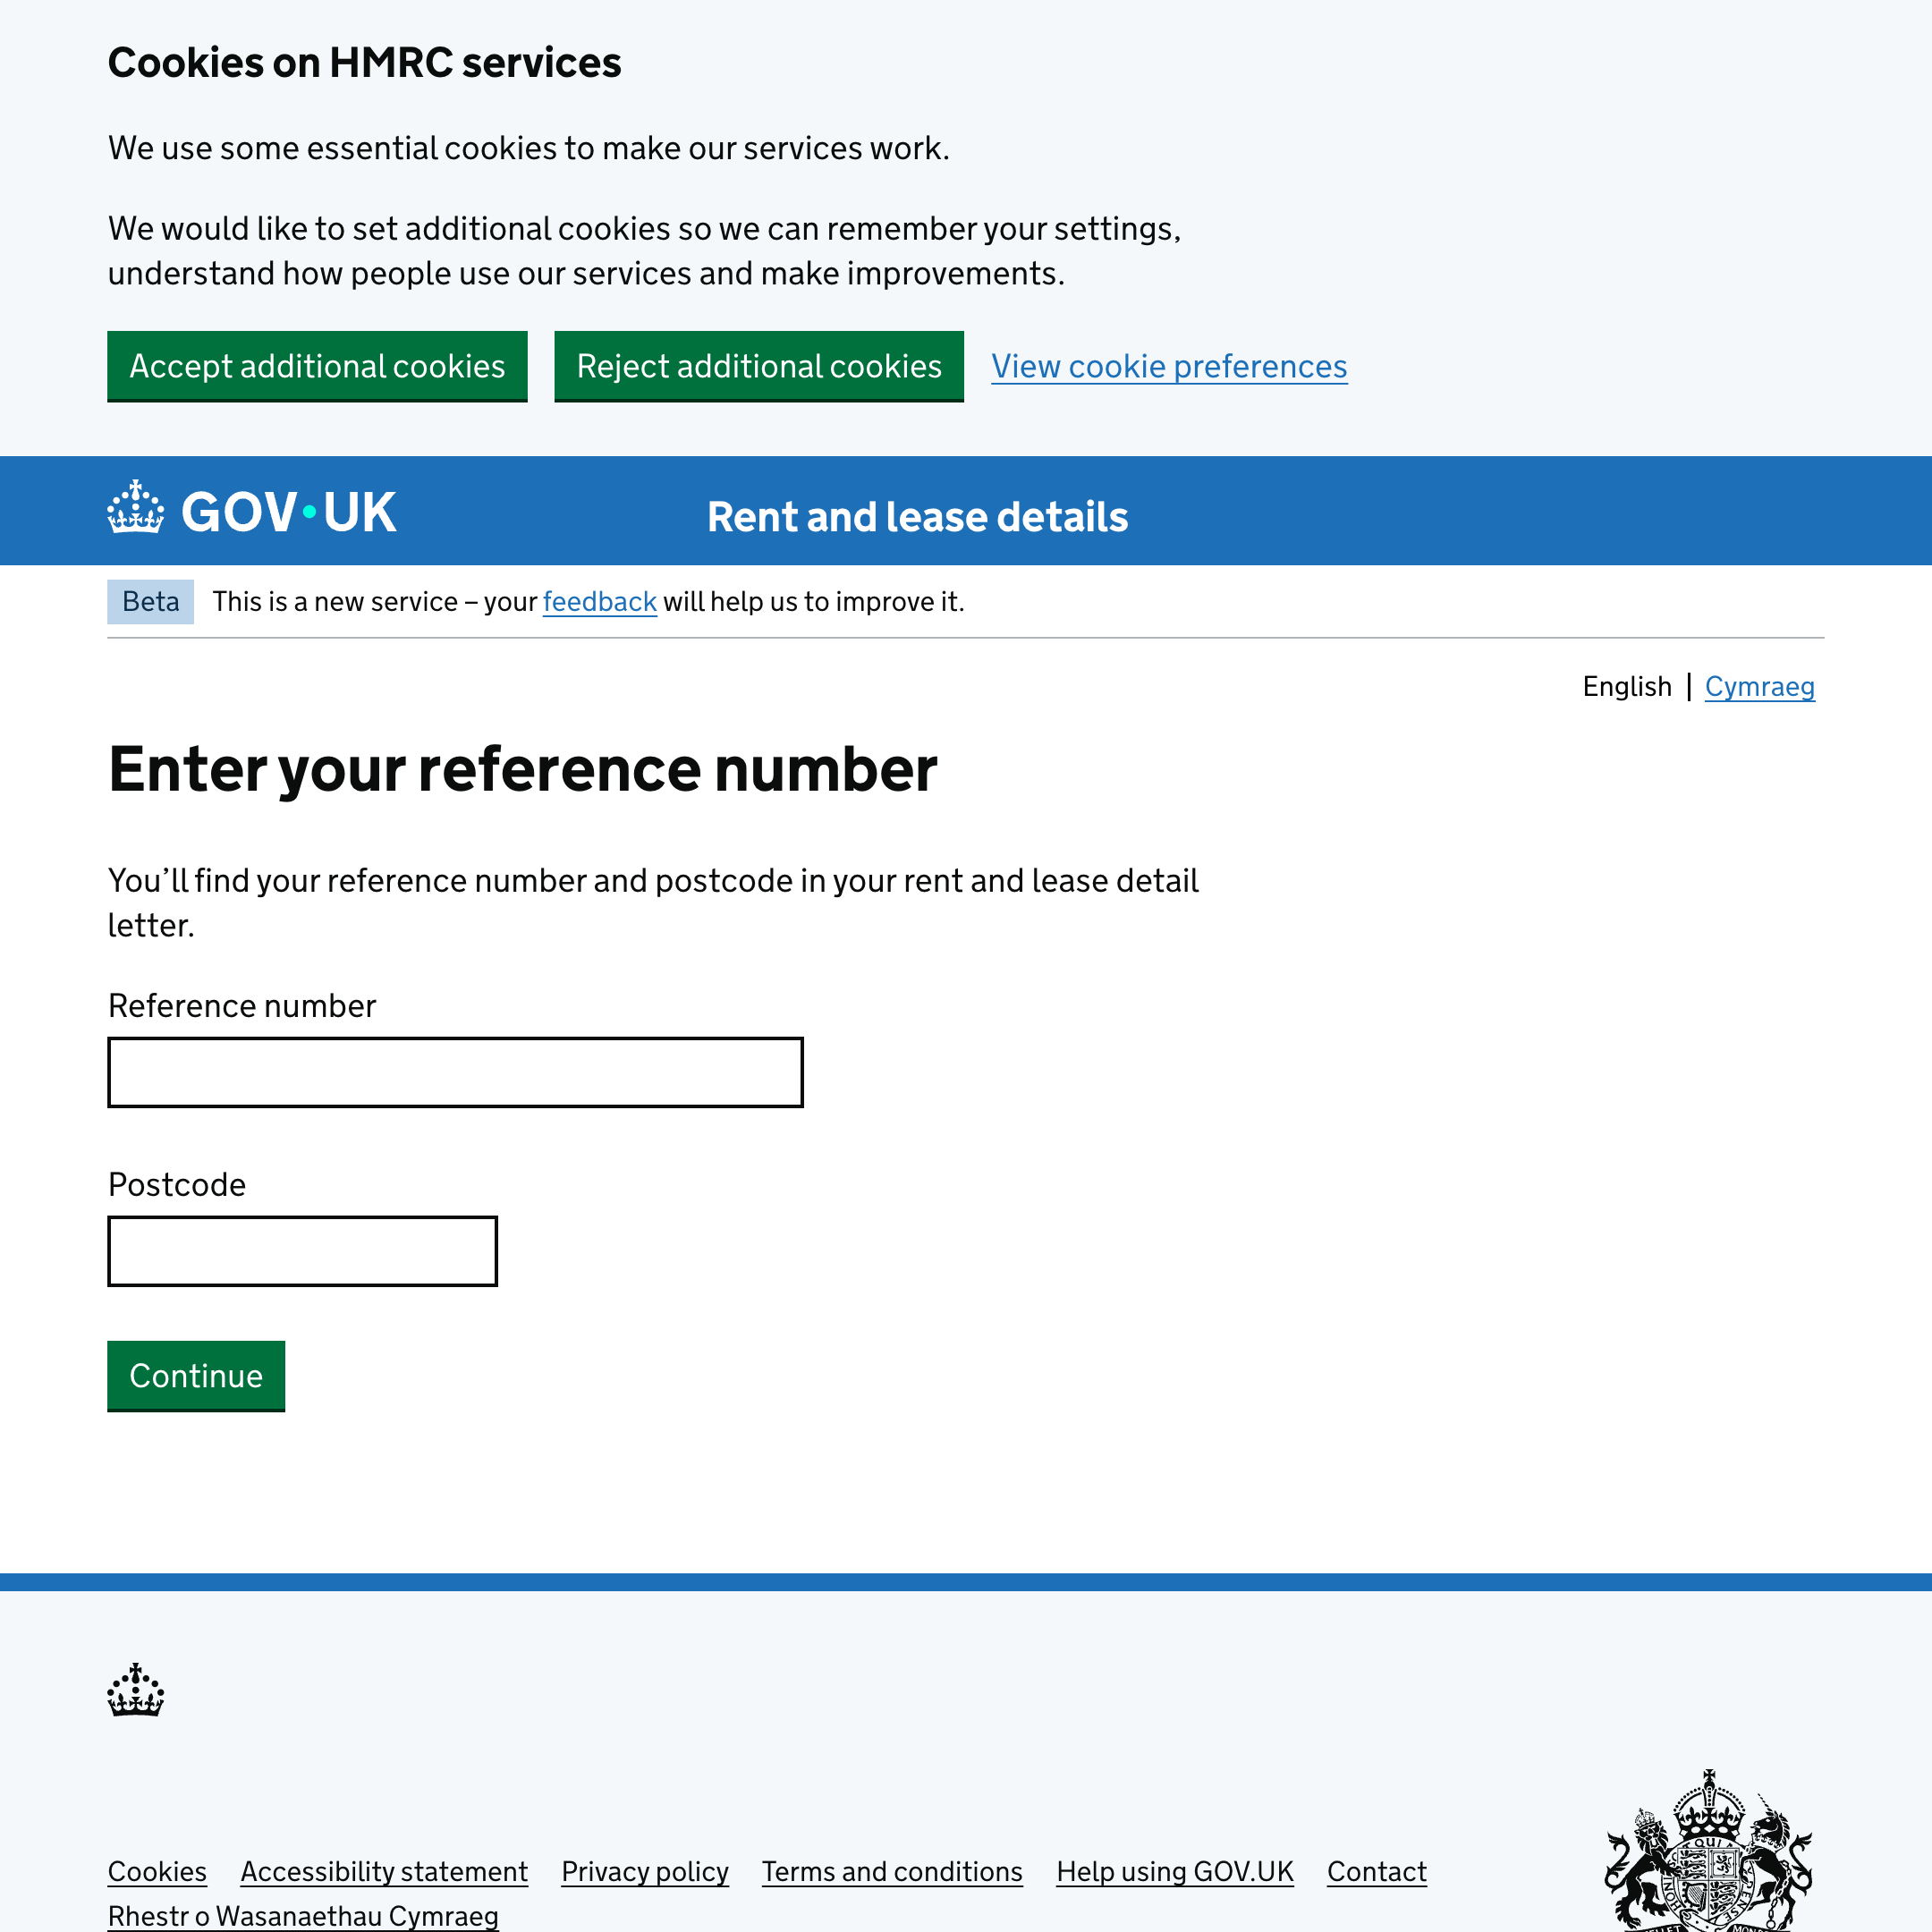 Cookies on HMRC services
We use some essential cookies to make our services work.
We would like to set additional cookies so we can remember your settings,
understand how people use our services and make improvements.
Accept additional cookies Reject additional cookies View cookie preferences
GOV•UK Rent and lease details
Beta This is a new service – your feedback will help us to improve it.
English | Cymraeg
Enter your reference number
You’ll find your reference number and postcode in your rent and lease detail
letter.
Reference number
Postcode
Continue
Cookies Accessibility statement Privacy policy Terms and conditions Help using GOV.UK Contact
Rhestr o Wasanaethau Cymraeg